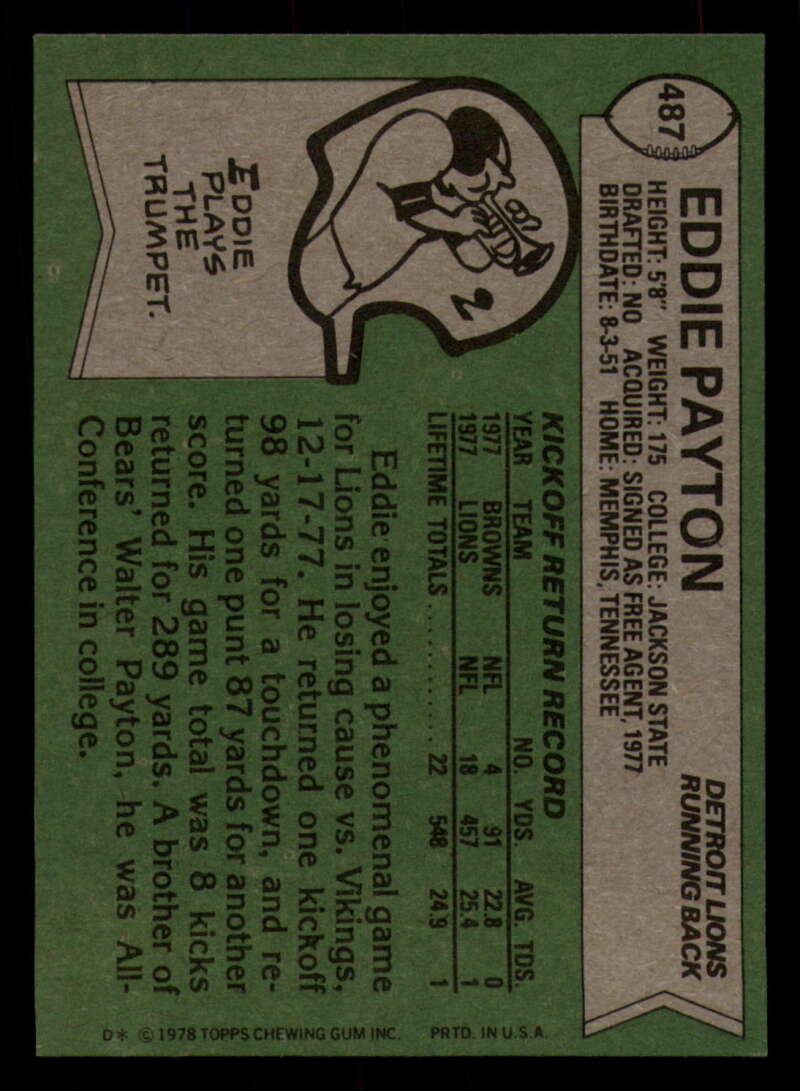 487
EDDIE PAYTON
DETROIT LIONS
RUNNING BACK
HEIGHT: 5'8" WEIGHT: 175 COLLEGE: JACKSON STATE
DRAFTED: NO ACQUIRED: SIGNED AS FREE AGENT, 1977
BIRTHDATE: 8-3-51 HOME: MEMPHIS, TENNESSEE
2
EDDIE
PLAYS
THE
TRUMPET.
KICKOFF RETURN RECORD
YEAR TEAM NO. YDS. AVG. TDS.
1977 BROWNS NFL 4 91 22.8 0
1977 LIONS NFL 18 457 25.4 1
LIFETIME TOTALS........... 22 548 24.9 1
Eddie enjoyed a phenomenal game
for Lions in losing cause vs. Vikings,
12-17-77. He returned one kickoff
98 yards for a touchdown, and re-
turned one punt 87 yards for another
score. His game total was 8 kicks
returned for 289 yards. A brother of
Bears' Walter Payton, he was All-
Conference in college.
D* © 1978 TOPPS CHEWING GUM INC. PRTD. IN U.S.A.